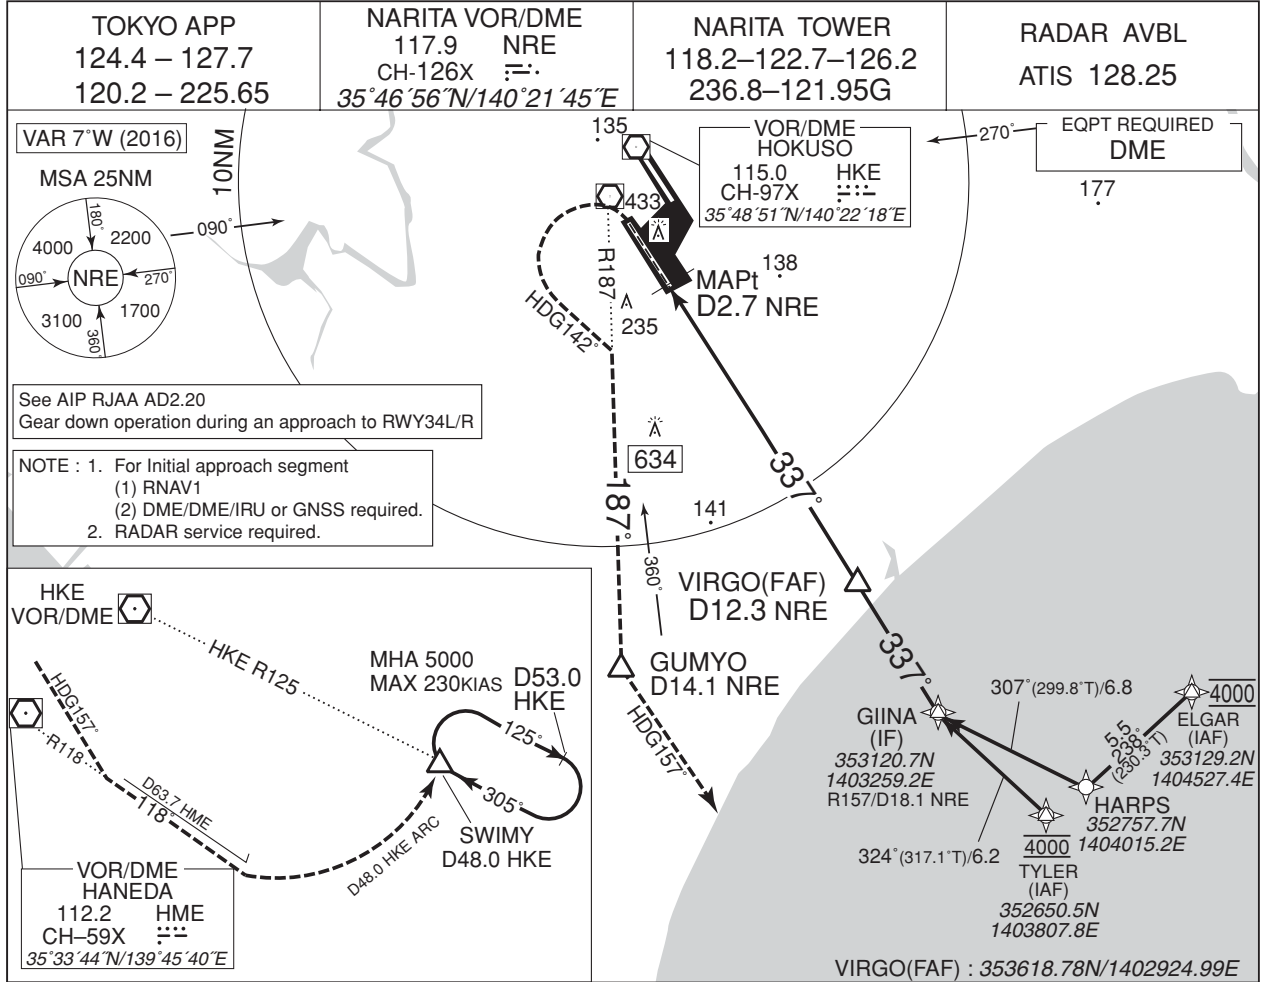 TOKYO APP
124.4 – 127.7
120.2 – 225.65
NARITA VOR/DME
117.9 NRE
CH-126X
35˚46´56˝N/140˚21´45˝E
NARITA TOWER
118.2–122.7–126.2
236.8–121.95G
RADAR AVBL
ATIS 128.25
VAR 7˚W (2016)
MSA 25NM
180˚
4000
2200
090˚
NRE
270˚
3100
1700
360˚
10NM
090˚
135
VOR/DME
HOKUSO
115.0 HKE
CH-97X
35˚48´51˝N/140˚22´18˝E
270˚
EQPT REQUIRED
DME
177
433
R187
HDG142˚
235
MAPt
D2.7 NRE
138
See AIP RJAA AD2.20
Gear down operation during an approach to RWY34L/R
NOTE : 1. For Initial approach segment
(1) RNAV1
(2) DME/DME/IRU or GNSS required.
2. RADAR service required.
634
187˚
141
337˚
360˚
VIRGO(FAF)
D12.3 NRE
GUMYO
D14.1 NRE
HDG157˚
337˚
GIINA
(IF)
353120.7N
1403259.2E
R157/D18.1 NRE
307˚(299.8˚T)/6.8
324˚(317.1˚T)/6.2
5.5
238˚
(230.3˚T)
4000
ELGAR
(IAF)
353129.2N
1404527.4E
HARPS
352757.7N
1404015.2E
4000
TYLER
(IAF)
352650.5N
1403807.8E
VIRGO(FAF) : 353618.78N/1402924.99E
HKE
VOR/DME
HKE R125
MHA 5000
MAX 230KIAS
D53.0
HKE
125˚
305˚
SWIMY
D48.0 HKE
HDG157˚
R118
D63.7 HME
118˚
D48.0 HKE ARC
VOR/DME
HANEDA
112.2 HME
CH–59X
35˚33´44˝N/139˚45´40˝E